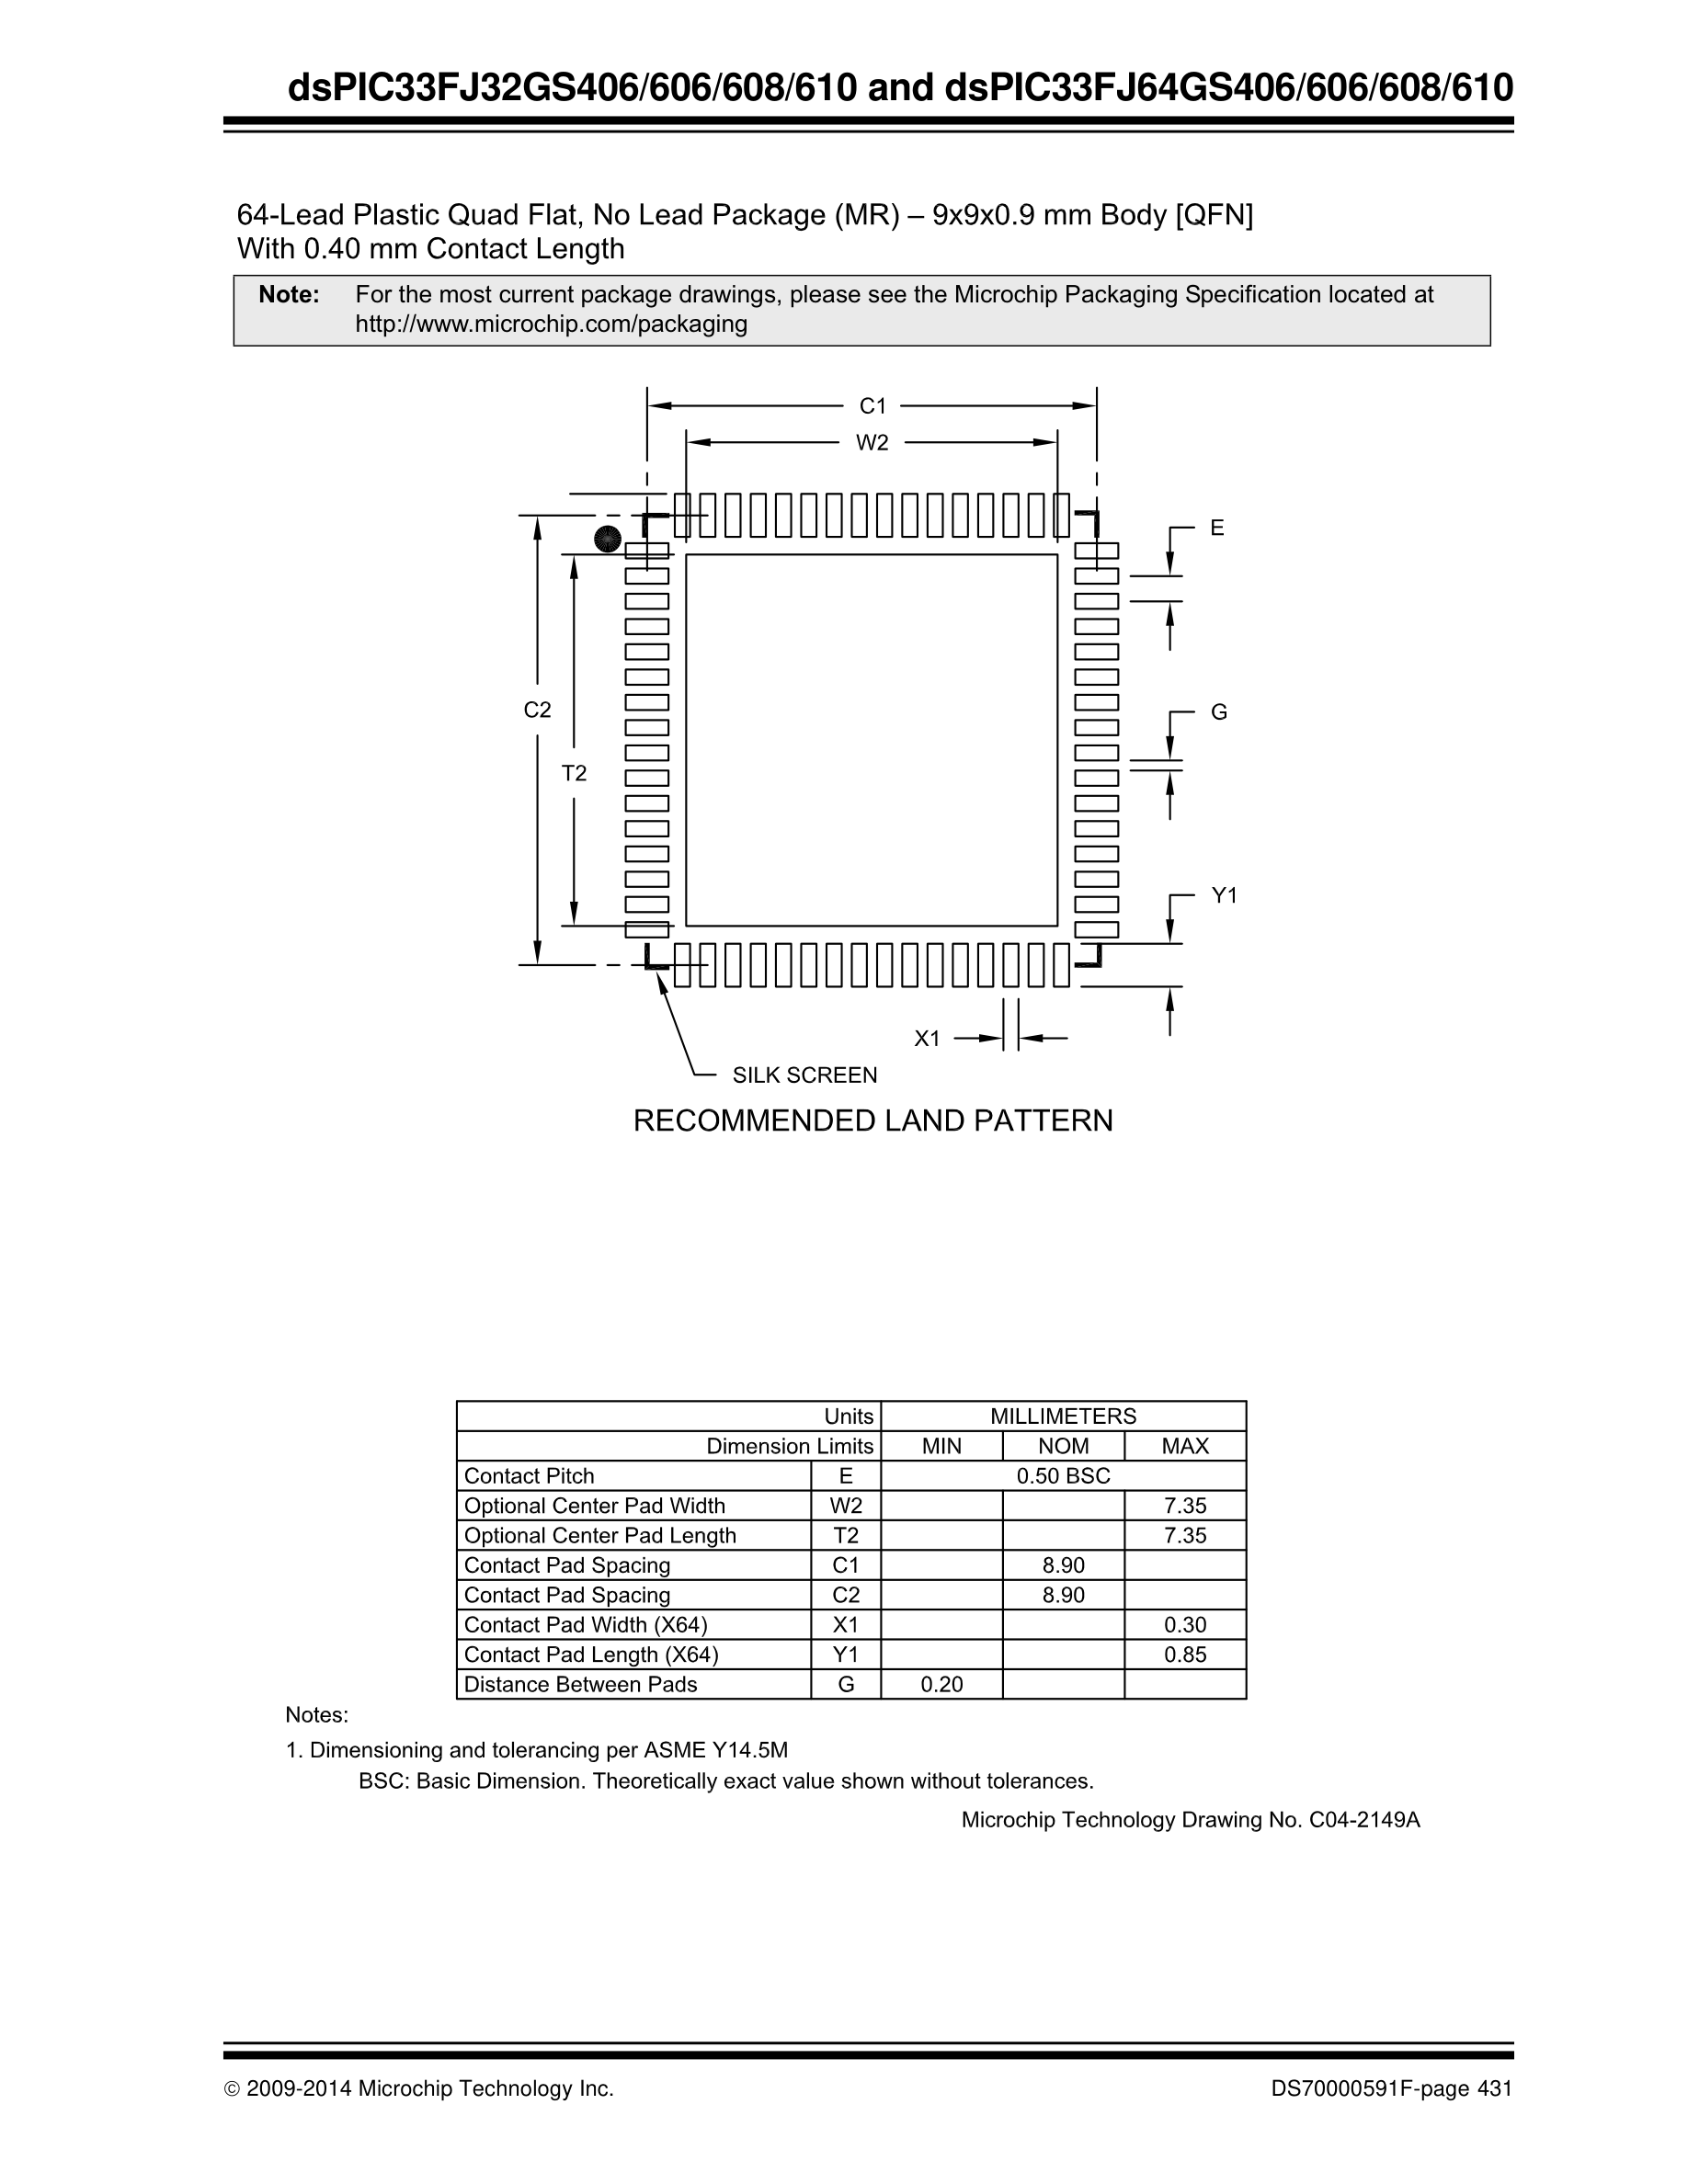 dsPIC33FJ32GS406/606/608/610 and dsPIC33FJ64GS406/606/608/610
64-Lead Plastic Quad Flat, No Lead Package (MR) – 9x9x0.9 mm Body [QFN]
With 0.40 mm Contact Length
Note: For the most current package drawings, please see the Microchip Packaging Specification located at
http://www.microchip.com/packaging
C1
W2
E
C2
G
T2
Y1
X1
SILK SCREEN
RECOMMENDED LAND PATTERN
Units MILLIMETERS
Dimension Limits MIN NOM MAX
Contact Pitch E 0.50 BSC
Optional Center Pad Width W2 7.35
Optional Center Pad Length T2 7.35
Contact Pad Spacing C1 8.90
Contact Pad Spacing C2 8.90
Contact Pad Width (X64) X1 0.30
Contact Pad Length (X64) Y1 0.85
Distance Between Pads G 0.20
Notes:
1. Dimensioning and tolerancing per ASME Y14.5M
BSC: Basic Dimension. Theoretically exact value shown without tolerances.
Microchip Technology Drawing No. C04-2149A
© 2009-2014 Microchip Technology Inc. DS70000591F-page 431